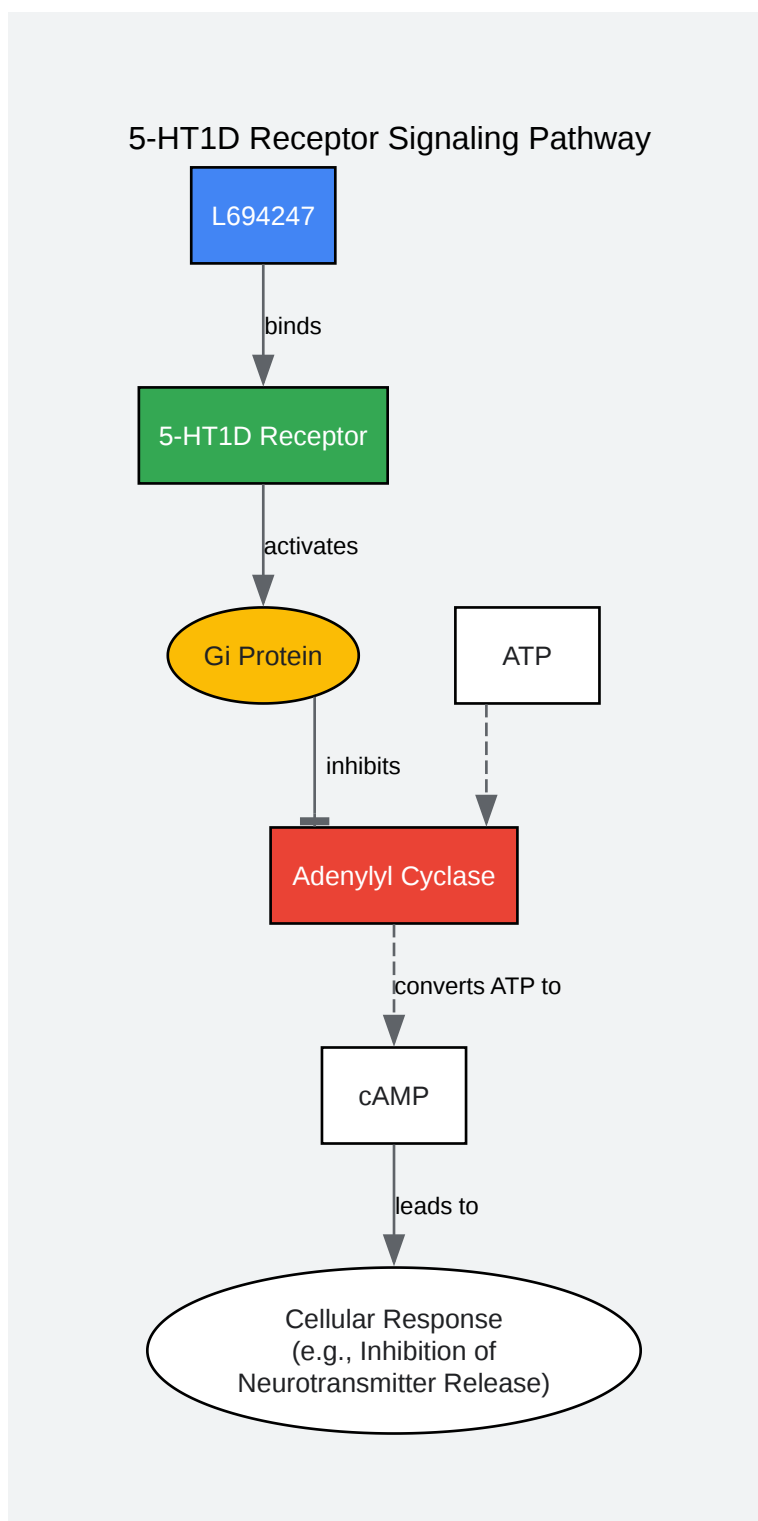 5-HT1D Receptor Signaling Pathway
L694247
binds
5-HT1D Receptor
activates
Gi Protein
ATP
inhibits
Adenylyl Cyclase
converts ATP to
cAMP
leads to
Cellular Response
(e.g., Inhibition of
Neurotransmitter Release)